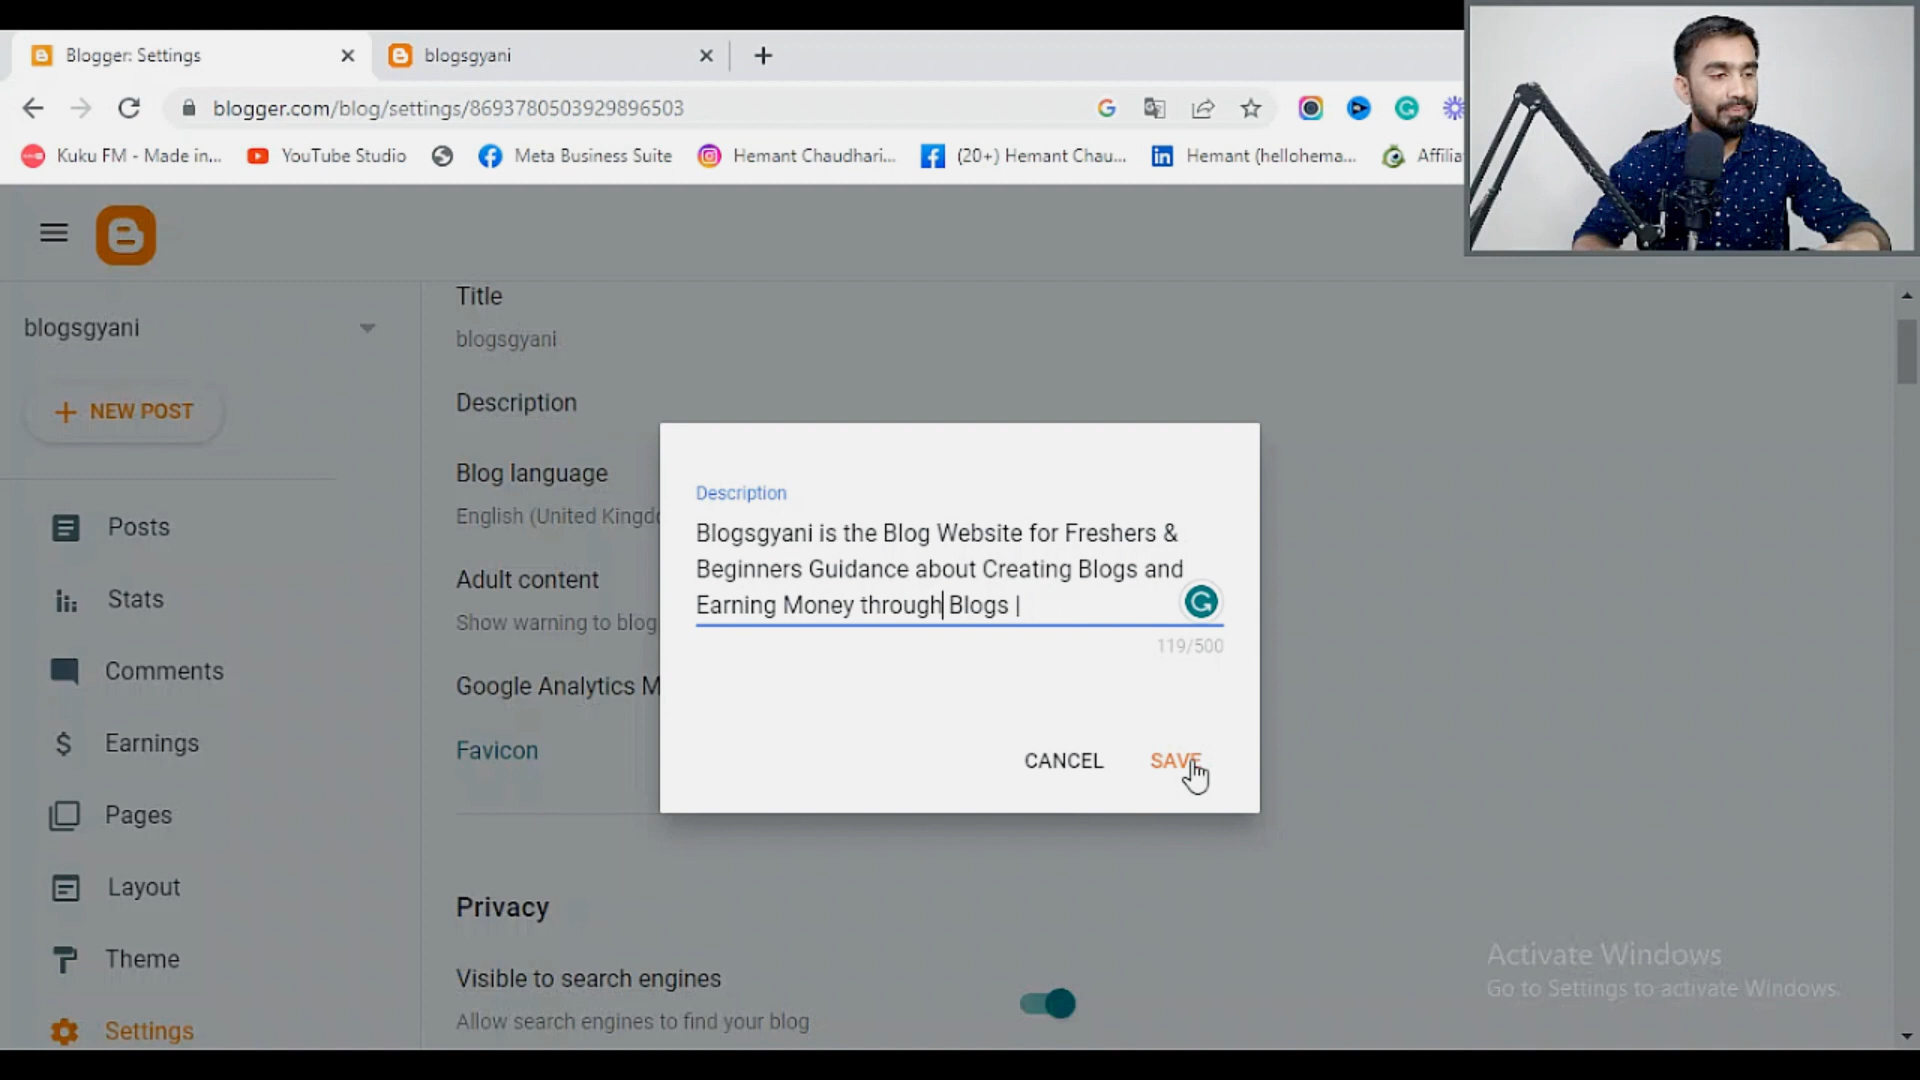 Blogger: Settings
blogsgyani
blogger.com/blog/settings/8693780503929896503
Kuku FM - Made in...
YouTube Studio
Meta Business Suite
Hemant Chaudhari...
(20+) Hemant Chau...
Hemant (hellohema...
Affilia
blogsgyani
NEW POST
Posts
Stats
Comments
Earnings
Pages
Layout
Theme
Settings
Title
blogsgyani
Description
Blog language
English (United Kingdo
Adult content
Show warning to blog
Google Analytics M
Favicon
Description
Blogsgyani is the Blog Website for Freshers &
Beginners Guidance about Creating Blogs and
Earning Money through Blogs |
119/500
CANCEL
SAVE
Privacy
Visible to search engines
Allow search engines to find your blog
Activate Windows
Go to Settings to activate Windows.